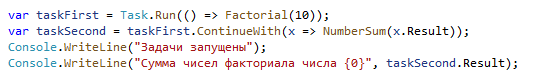 var taskFirst = Task.Run(() => Factorial(10));
var taskSecond = taskFirst.ContinueWith(x => NumberSum(x.Result));
Console.WriteLine("Задачи запущены");
Console.WriteLine("Сумма чисел факториала числа {0}", taskSecond.Result);